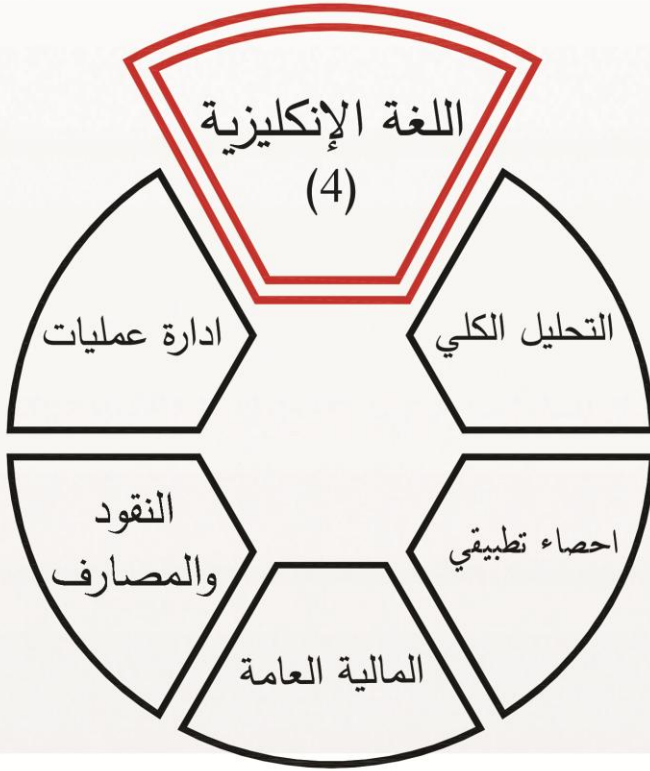 اللغة الإنكليزية
(4)
التحليل الكلي
ادارة عمليات
احصاء تطبيقي
النقود
والمصارف
المالية العامة